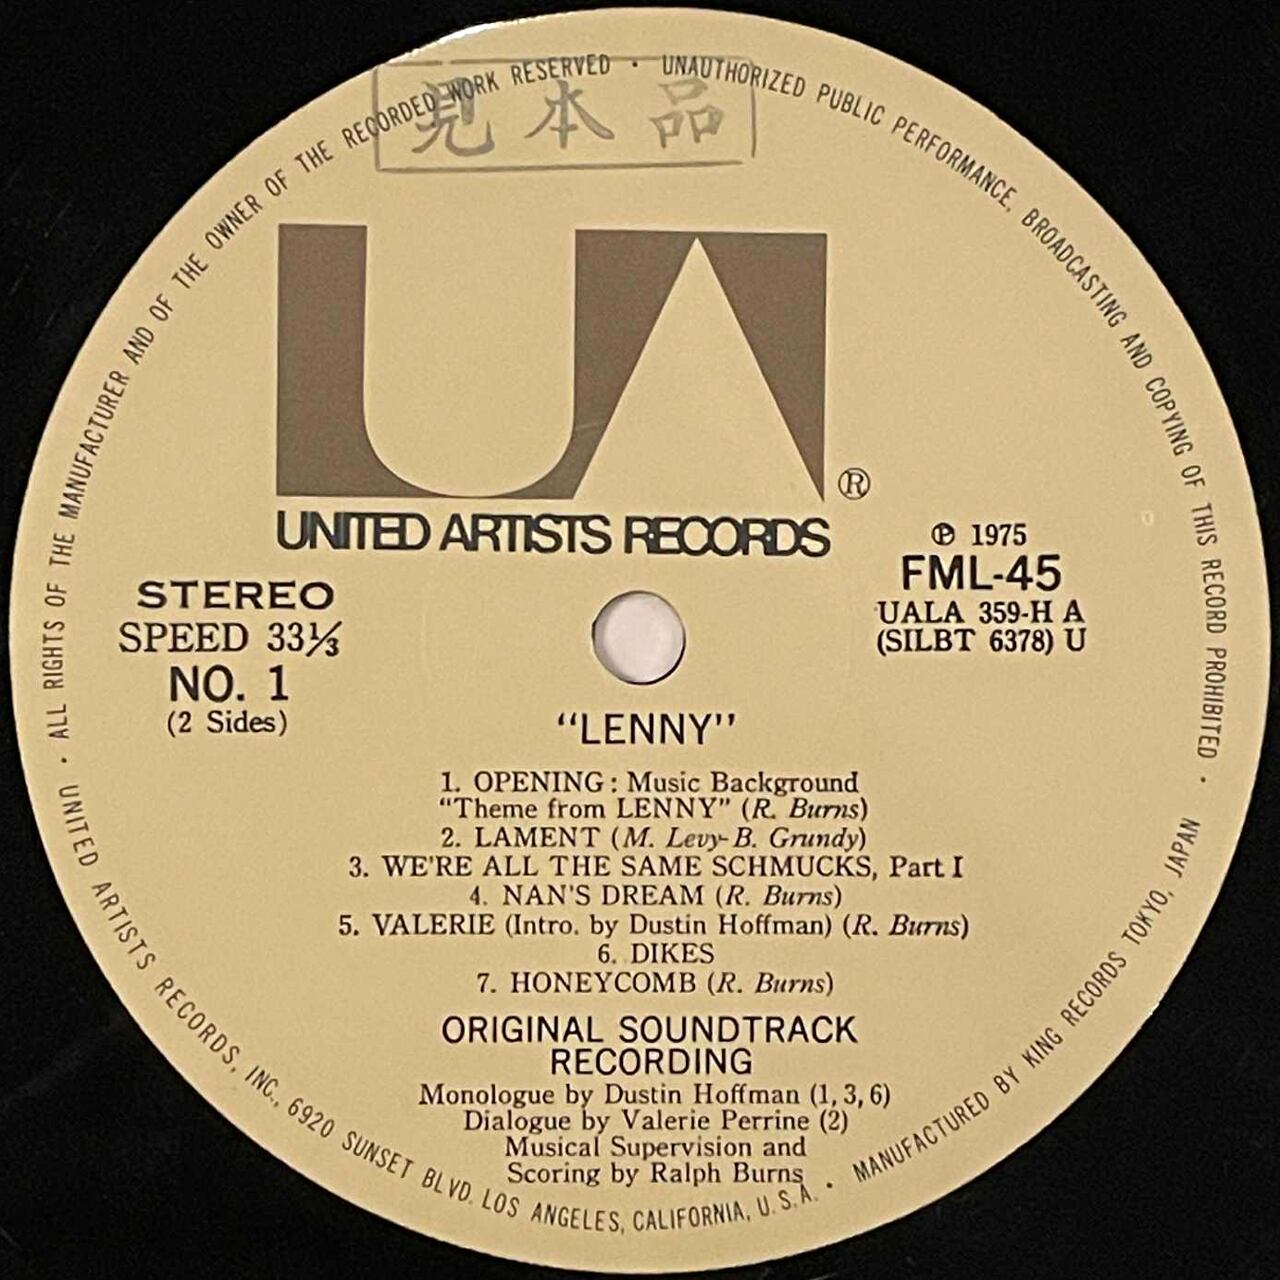 · ALL RIGHTS OF THE MANUFACTURER AND OF THE OWNER OF THE RECORDED WORK RESERVED · UNAUTHORIZED PUBLIC PERFORMANCE, BROADCASTING AND COPYING OF THIS RECORD PROHIBITED ·
見本品
UA
®
UNITED ARTISTS RECORDS
STEREO
SPEED 33⅓
NO. 1
(2 Sides)
℗ 1975
FML-45
UALA 359-H A
(SILBT 6378) U
“LENNY”
1. OPENING: Music Background
“Theme from LENNY” (R. Burns)
2. LAMENT (M. Levy-B. Grundy)
3. WE'RE ALL THE SAME SCHMUCKS, Part I
4. NAN'S DREAM (R. Burns)
5. VALERIE (Intro. by Dustin Hoffman) (R. Burns)
6. DIKES
7. HONEYCOMB (R. Burns)
ORIGINAL SOUNDTRACK
RECORDING
Monologue by Dustin Hoffman (1, 3, 6)
Dialogue by Valerie Perrine (2)
Musical Supervision and
Scoring by Ralph Burns
UNITED ARTISTS RECORDS, INC., 6920 SUNSET BLVD. LOS ANGELES, CALIFORNIA, U.S.A. · MANUFACTURED BY KING RECORDS TOKYO, JAPAN